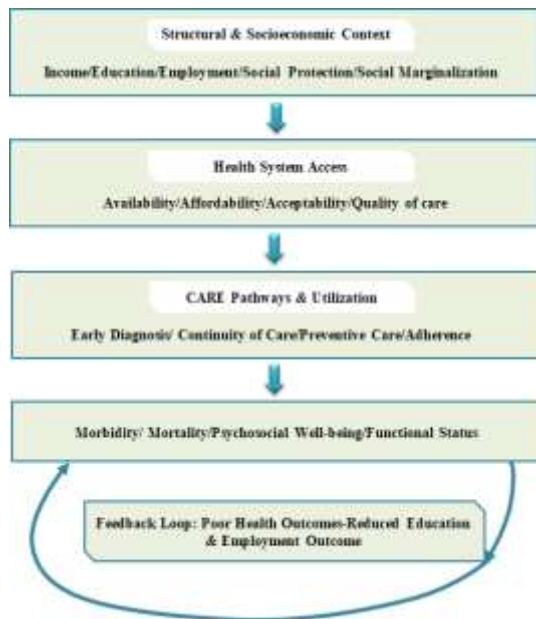 Structural & Socioeconomic Context
Income/Education/Employment/Social Protection/Social Marginalization
Health System Access
Availability/Affordability/Acceptability/Quality of care
CARE Pathways & Utilization
Early Diagnosis/ Continuity of Care/Preventive Care/Adherence
Morbidity/ Mortality/Psychosocial Well-being/Functional Status
Feedback Loop: Poor Health Outcomes-Reduced Education
& Employment Outcome